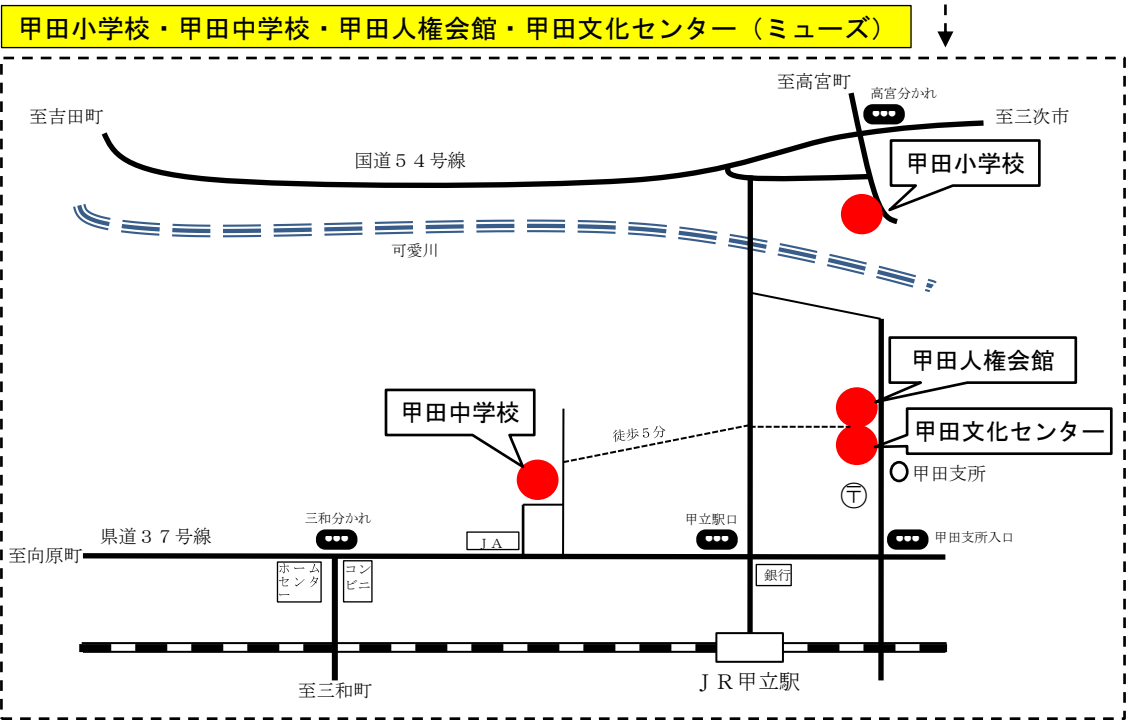 甲田小学校・甲田中学校・甲田人権会館・甲田文化センター（ミューズ）
至高宮町
高宮分かれ
至吉田町
至三次市
国道５４号線
甲田小学校
可愛川
甲田人権会館
甲田中学校
徒歩５分
甲田文化センター
甲田支所
〒
三和分かれ
甲立駅口
県道３７号線
ＪＡ
甲田支所入口
至向原町
ホーム
センタ
ー
コン
ビニ
銀行
ＪＲ甲立駅
至三和町